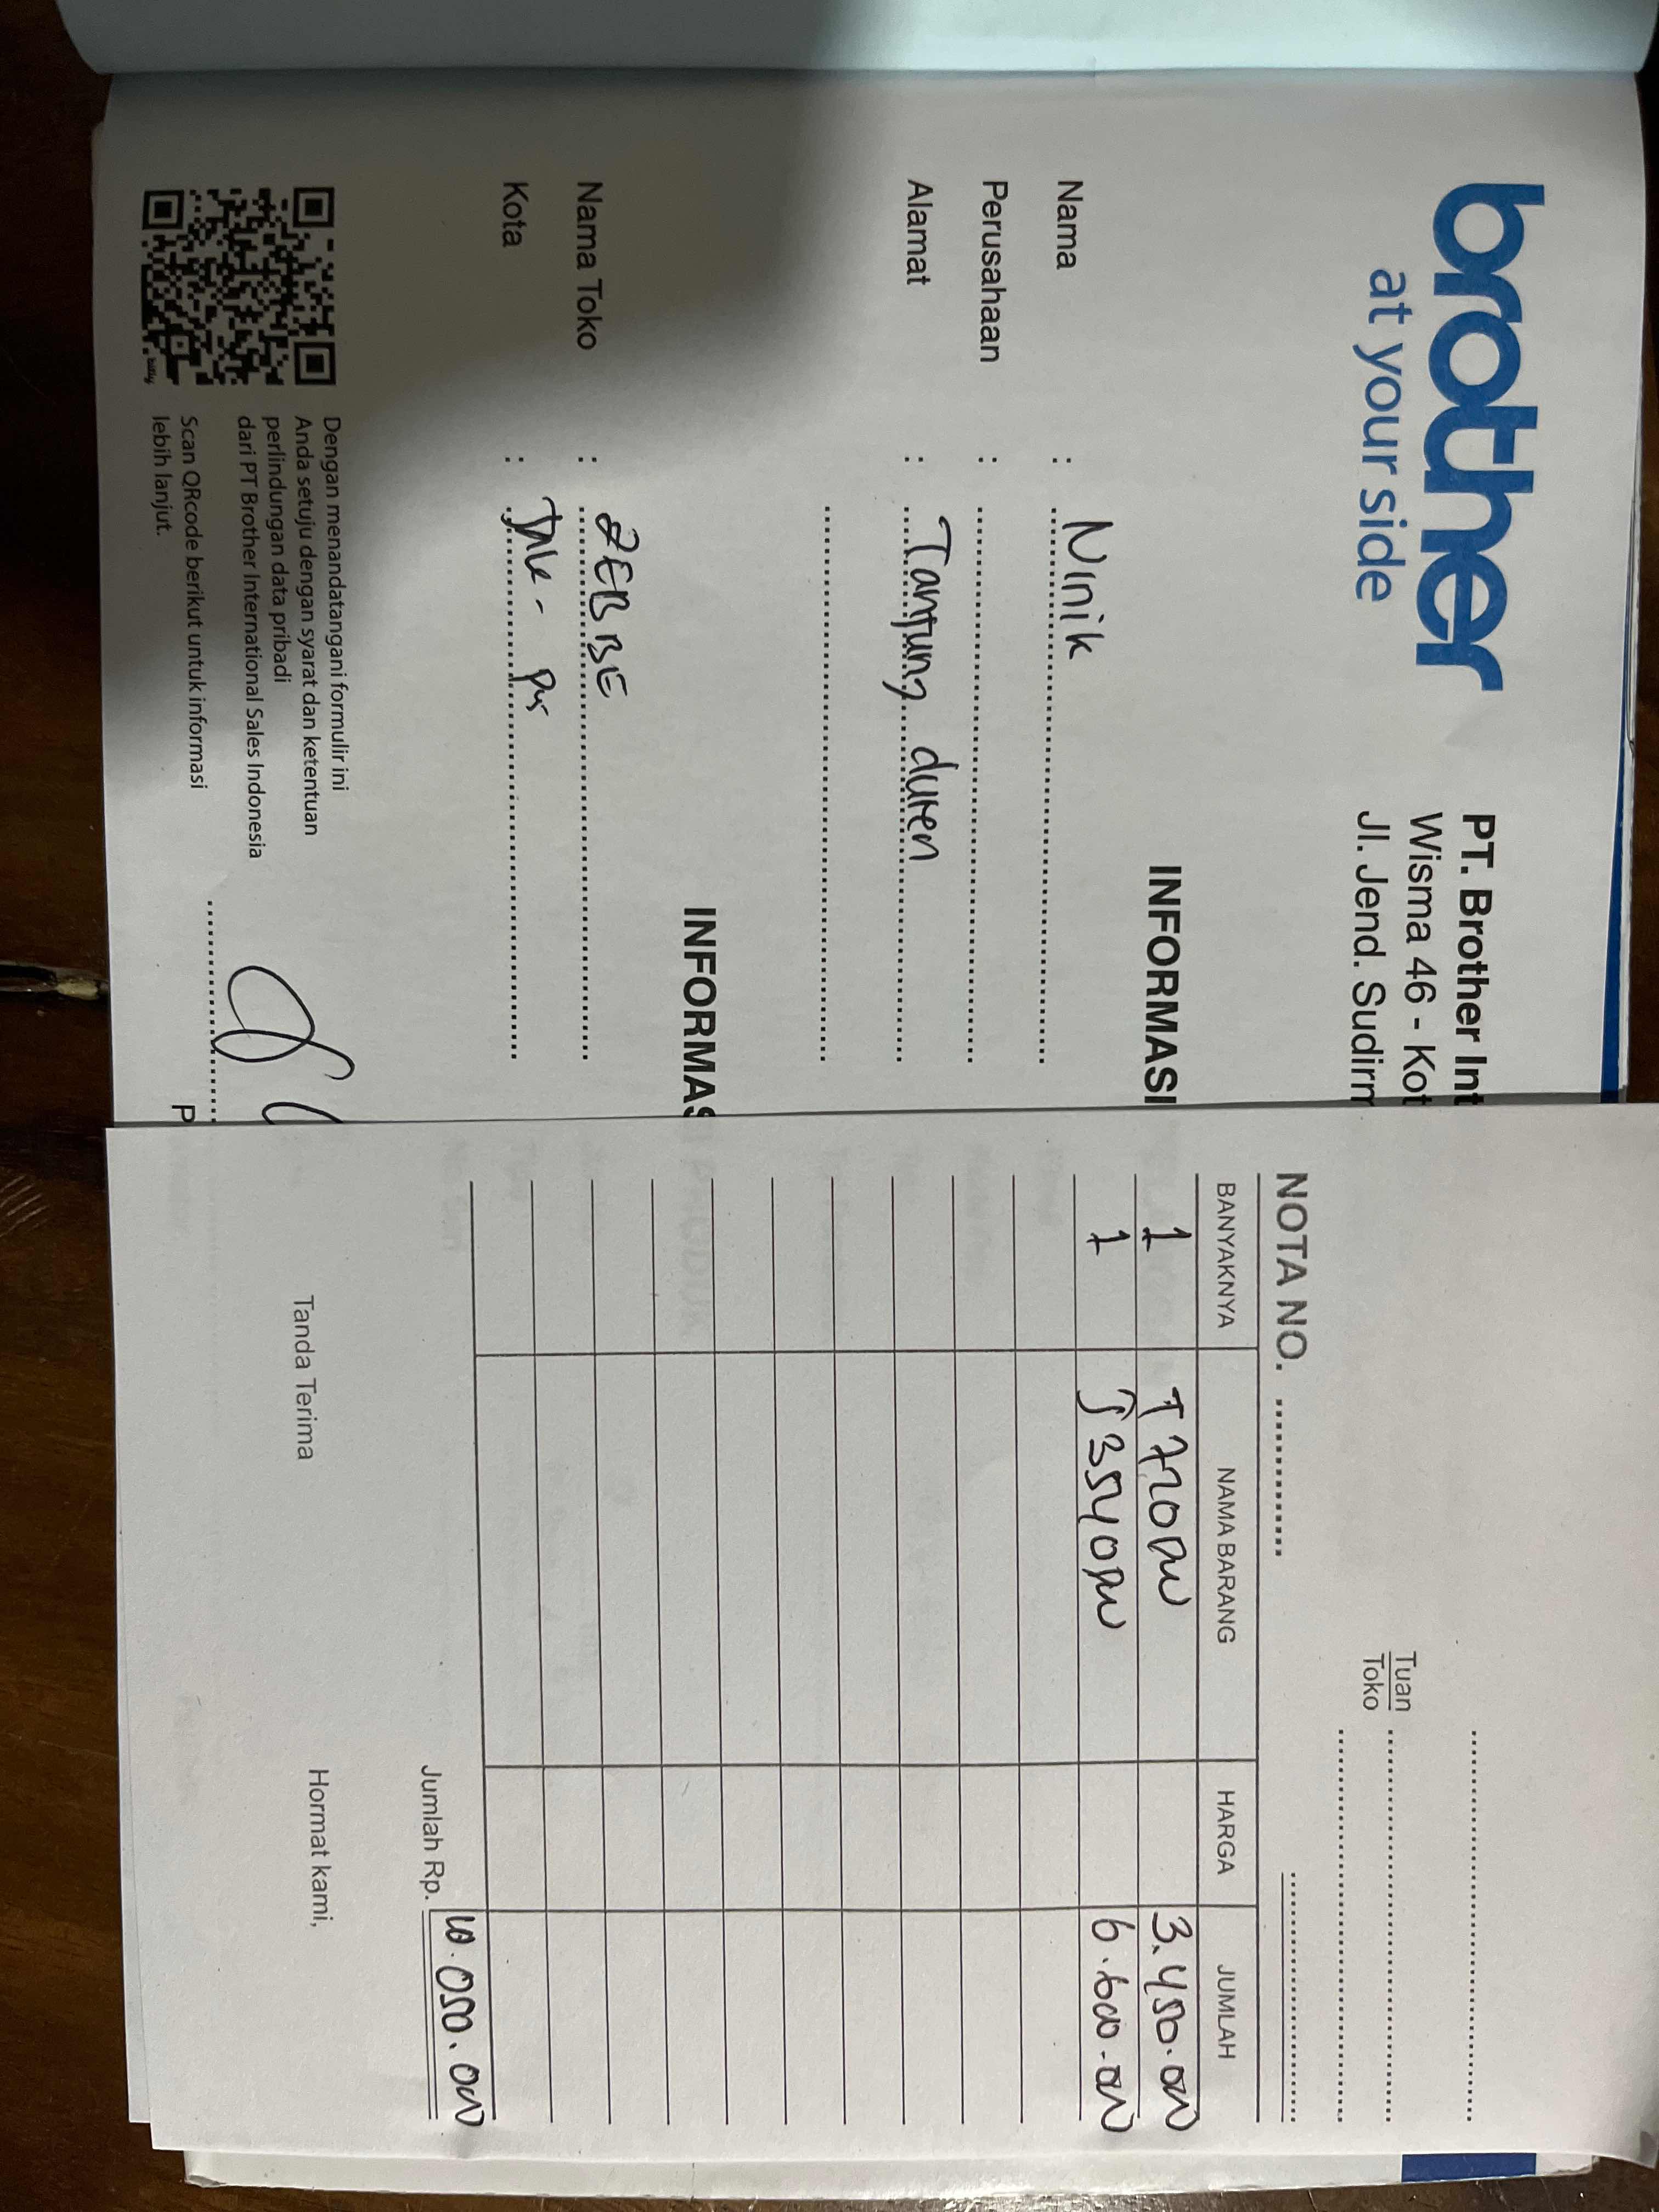 brother
at your side
PT. Brother Int
Wisma 46 - Kot
Jl. Jend. Sudirm
INFORMASI
Nama : Ninik
Perusahaan :
Alamat : Tanjung duren
INFORMAS
Nama Toko : ZEBBE
Kota :
Dengan menandatangani formulir ini
Anda setuju dengan syarat dan ketentuan
perlindungan data pribadi
dari PT Brother International Sales Indonesia
Scan QRcode berikut untuk informasi
lebih lanjut.
bitly
P
Tuan
Toko
NOTA NO.
BANYAKNYA NAMA BARANG HARGA JUMLAH
1 T720DW 3.450.000
1 J3540DW 6.600.000
Jumlah Rp. 10.050.000
Tanda Terima Hormat kami,